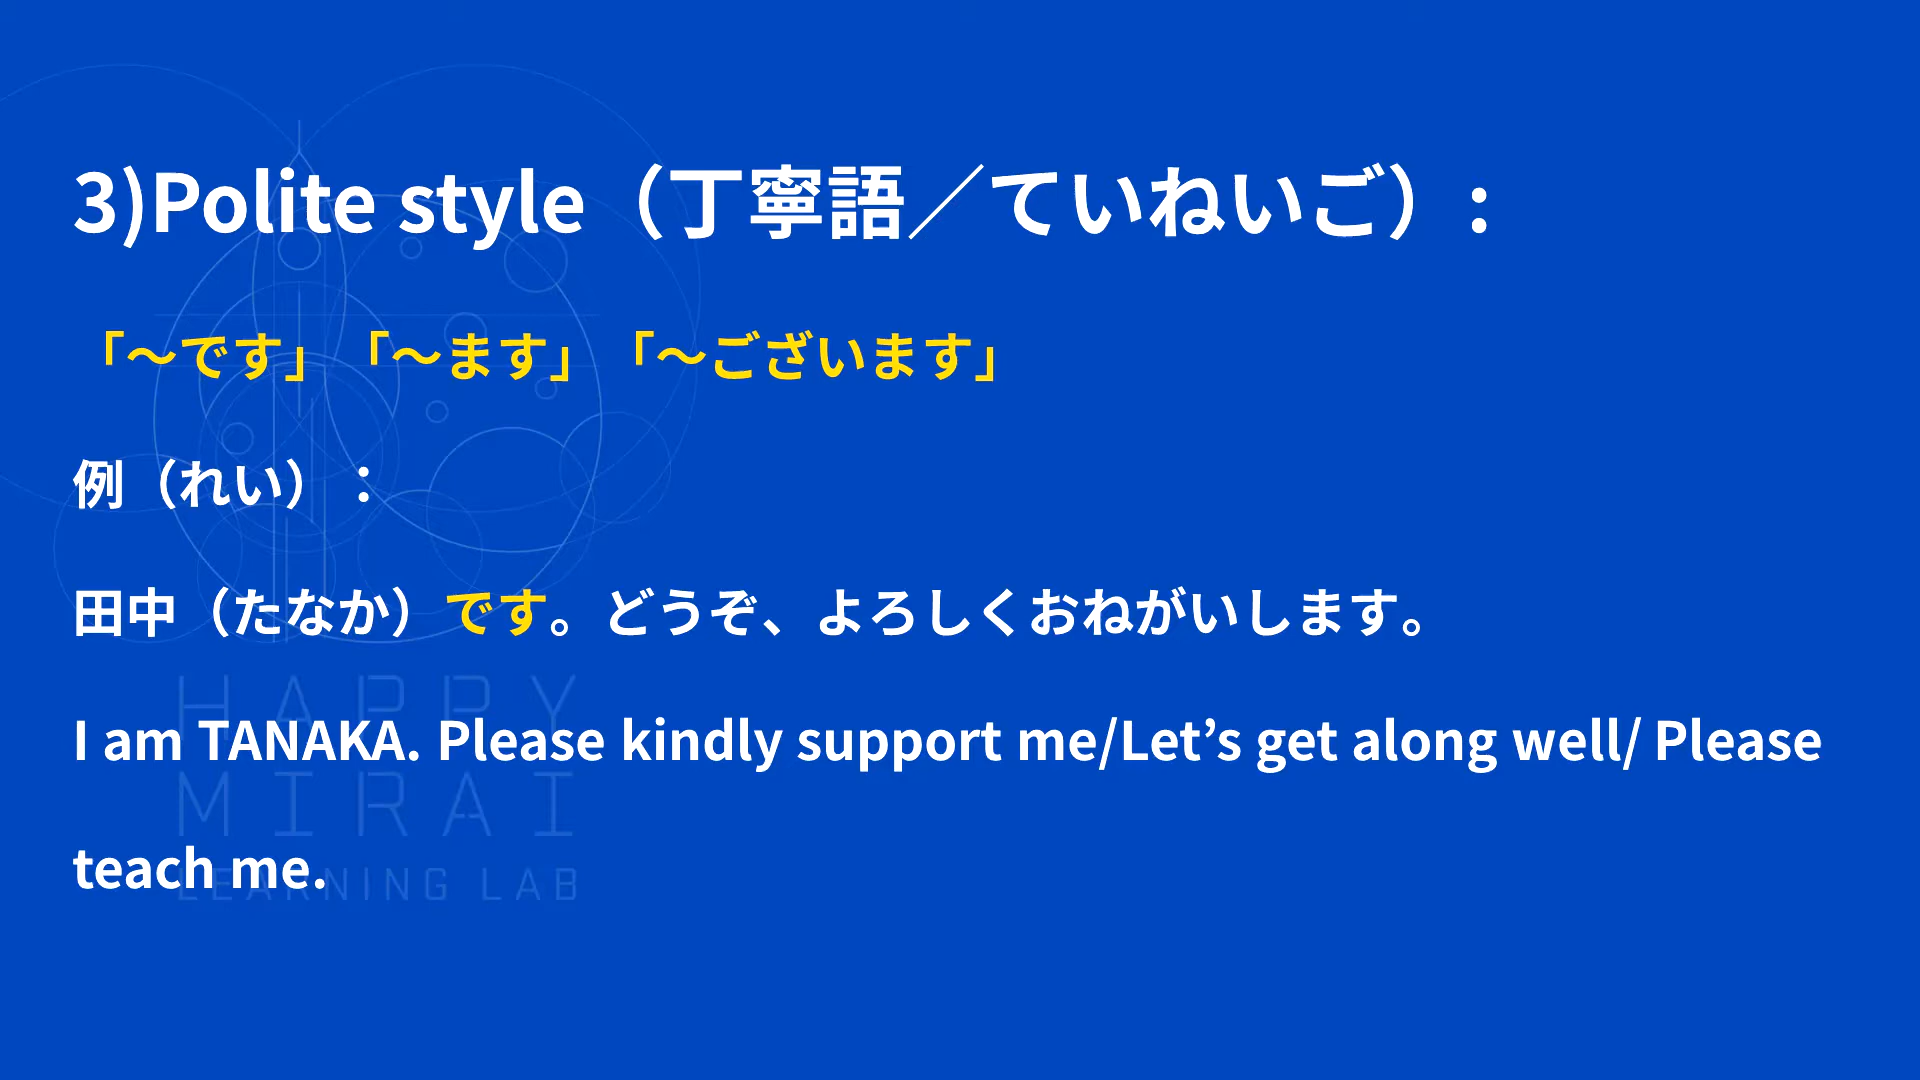 3)Polite style（丁寧語／ていねいご）:
「～です」「～ます」「～ございます」
例（れい）：
田中（たなか）です。どうぞ、よろしくおねがいします。
I am TANAKA. Please kindly support me/Let’s get along well/ Please
teach me.
HAPPY
MIRAI
LEARNING LAB